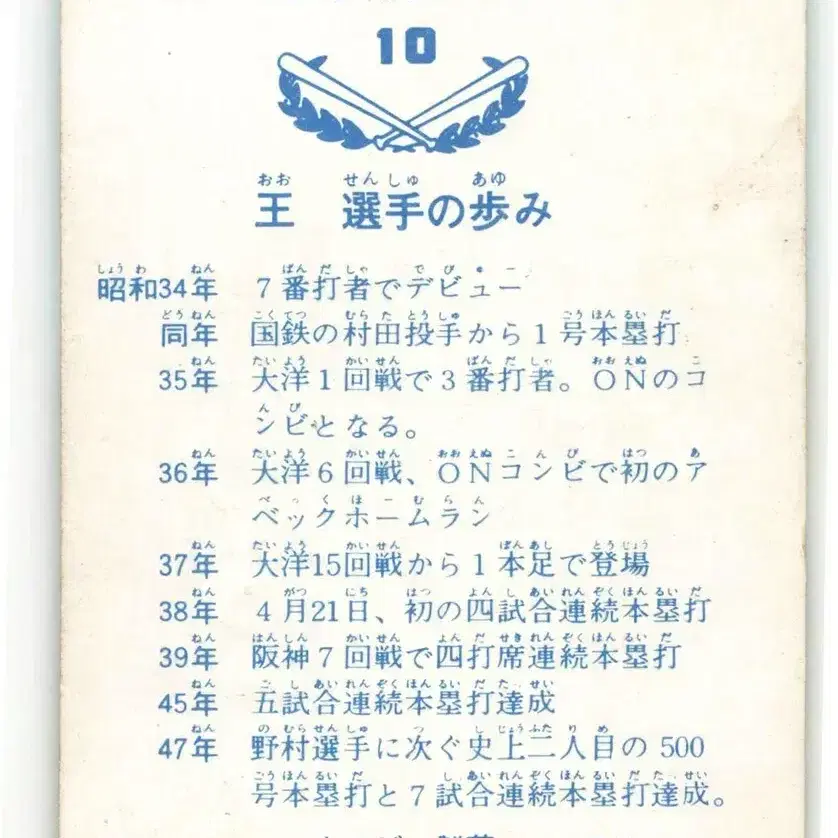 10
王 選手の歩み
昭和34年 7番打者でデビュー
同年 国鉄の村田投手から1号本塁打
35年 大洋1回戦で3番打者。ONのコ
ンビとなる。
36年 大洋6回戦、ONコンビで初のア
ベックホームラン
37年 大洋15回戦から1本足で登場
38年 4月21日、初の四試合連続本塁打
39年 阪神7回戦で四打席連続本塁打
45年 五試合連続本塁打達成
47年 野村選手に次ぐ史上二人目の500
号本塁打と7試合連続本塁打達成。